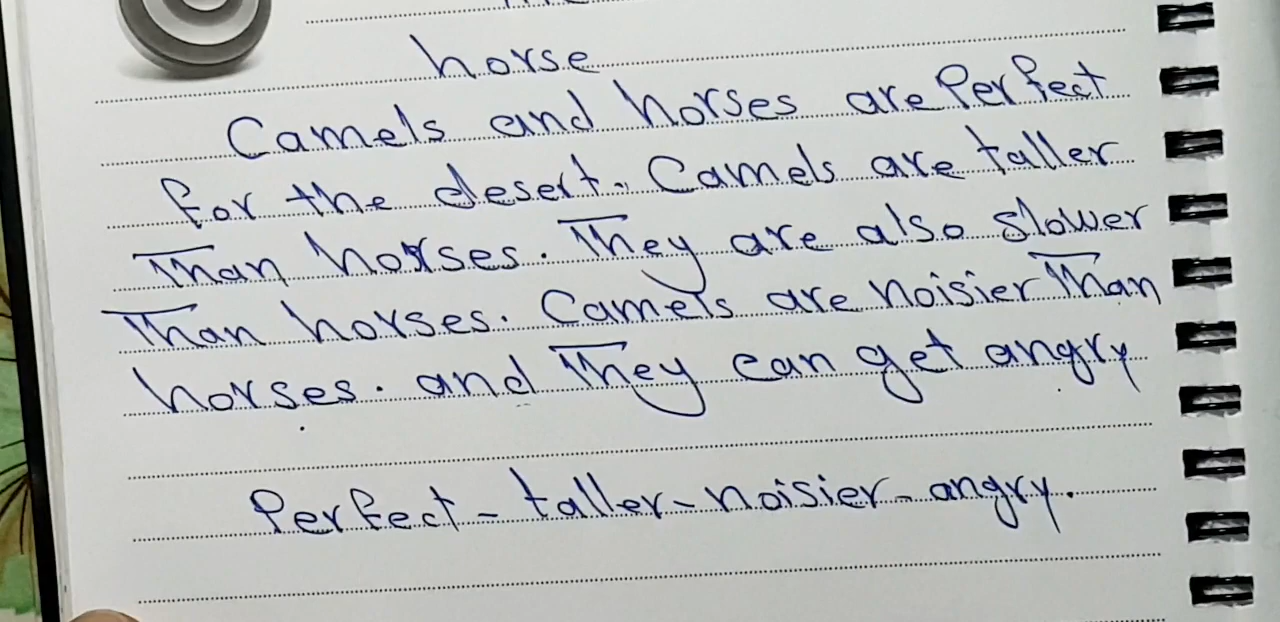 horse
Camels and horses are Perfect
for the desert. Camels are taller
Than horses. They are also slower
Than horses. Camels are noisier Than
horses. and They can get angry
Perfect - taller - noisier - angry.